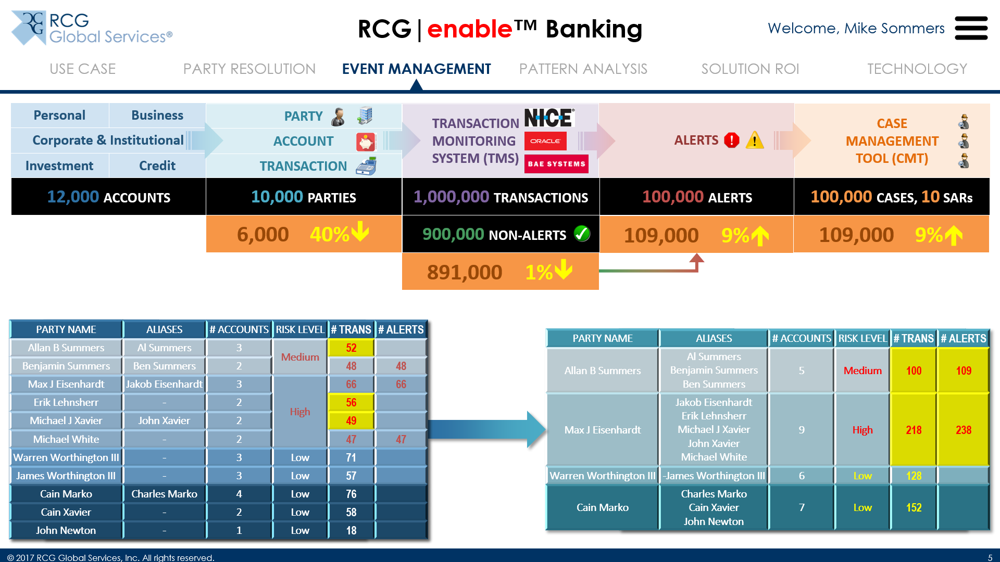 RCG
Global Services®
RCG|enable™ Banking
Welcome, Mike Sommers
USE CASE
PARTY RESOLUTION
EVENT MANAGEMENT
PATTERN ANALYSIS
SOLUTION ROI
TECHNOLOGY
Personal
Business
Corporate & Institutional
Investment
Credit
PARTY
ACCOUNT
TRANSACTION
TRANSACTION
MONITORING
SYSTEM (TMS)
NICE®
ORACLE®
BAE SYSTEMS
ALERTS
CASE
MANAGEMENT
TOOL (CMT)
12,000 ACCOUNTS
10,000 PARTIES
1,000,000 TRANSACTIONS
100,000 ALERTS
100,000 CASES, 10 SARs
6,000 40%
900,000 NON-ALERTS
109,000 9%
109,000 9%
891,000 1%
PARTY NAME ALIASES # ACCOUNTS RISK LEVEL # TRANS # ALERTS
Allan B Summers Al Summers 3 Medium 52
Benjamin Summers Ben Summers 2 48 48
Max J Eisenhardt Jakob Eisenhardt 3 High 66 66
Erik Lehnsherr - 2 56
Michael J Xavier John Xavier 2 49
Michael White - 2 47 47
Warren Worthington III - 3 Low 71
James Worthington III - 3 Low 57
Cain Marko Charles Marko 4 Low 76
Cain Xavier - 2 Low 58
John Newton - 1 Low 18
PARTY NAME ALIASES # ACCOUNTS RISK LEVEL # TRANS # ALERTS
Al Summers
Allan B Summers Benjamin Summers 5 Medium 100 109
Ben Summers
Jakob Eisenhardt
Erik Lehnsherr
Max J Eisenhardt Michael J Xavier 9 High 218 238
John Xavier
Michael White
Warren Worthington III -James Worthington III 6 Low 128
Charles Marko
Cain Marko Cain Xavier 7 Low 152
John Newton
© 2017 RCG Global Services, Inc. All rights reserved.
5